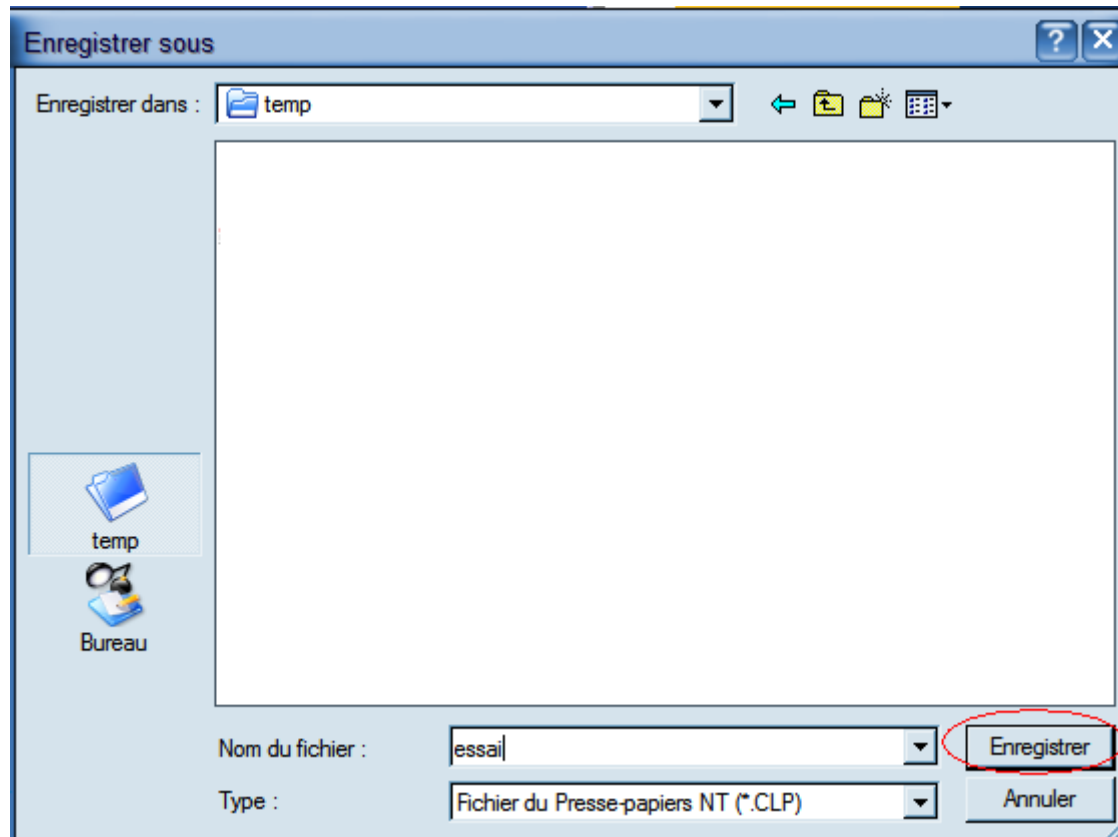 Enregistrer sous
Enregistrer dans : temp
temp
Bureau
Nom du fichier : essai Enregistrer
Type : Fichier du Presse-papiers NT (*.CLP) Annuler